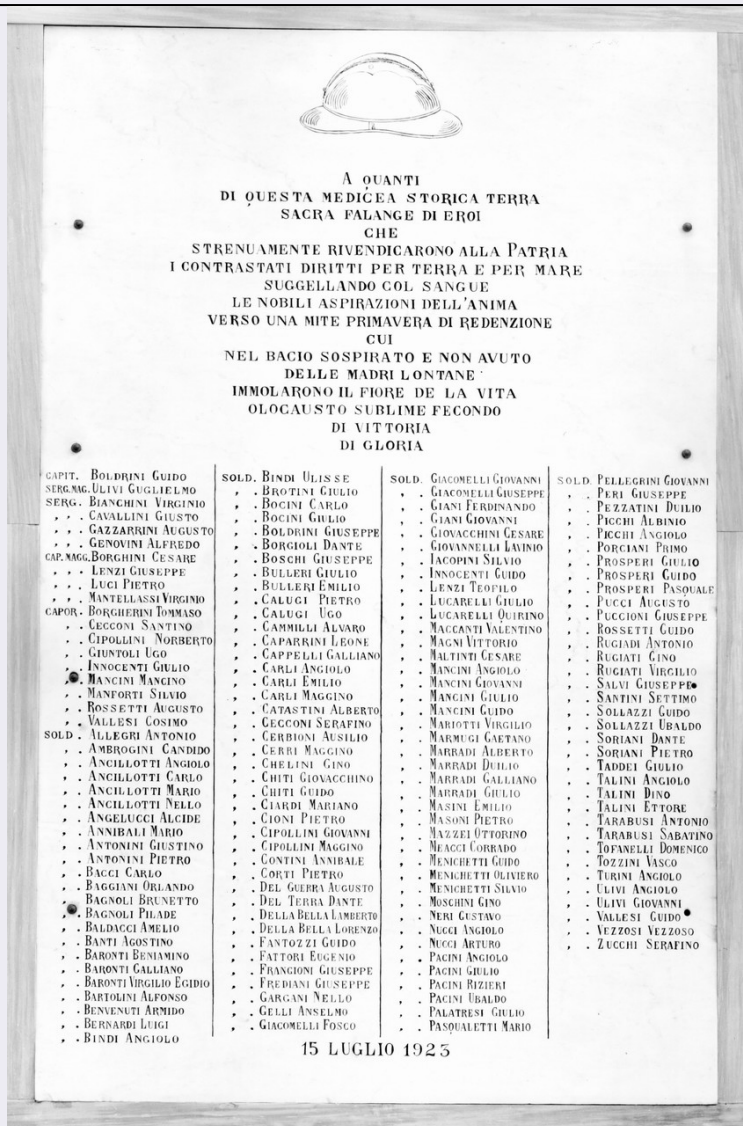 A QUANTI
DI QUESTA MEDICEA STORICA TERRA
SACRA FALANGE DI EROI
CHE
STRENUAMENTE RIVENDICARONO ALLA PATRIA
I CONTRASTATI DIRITTI PER TERRA E PER MARE
SUGGELLANDO COL SANGUE
LE NOBILI ASPIRAZIONI DELL'ANIMA
VERSO UNA MITE PRIMAVERA DI REDENZIONE
CUI
NEL BACIO SOSPIRATO E NON AVUTO
DELLE MADRI LONTANE
IMMOLARONO IL FIORE DE LA VITA
OLOCAUSTO SUBLIME FECONDO
DI VITTORIA
DI GLORIA
CAPIT. BOLDRINI GUIDO
SERG.MAG. ULIVI GUGLIELMO
SERG. BIANCHINI VIRGINIO
, , . CAVALLINI GIUSTO
, , . GAZZARRINI AUGUSTO
, , . GENOVINI ALFREDO
CAP.MAGG. BORGHINI CESARE
, , . LENZI GIUSEPPE
, , . LUCI PIETRO
, , . MANTELLASSI VIRGINIO
CAPOR. BORGHERINI TOMMASO
, . CECCONI SANTINO
, . CIPOLLINI NORBERTO
, . GIUNTOLI UGO
, . INNOCENTI GIULIO
, . MANCINI MANCINO
, . MANFORTI SILVIO
, . ROSSETTI AUGUSTO
, . VALLESI COSIMO
SOLD. ALLEGRI ANTONIO
, . AMBROGINI CANDIDO
, . ANCILLOTTI ANGIOLO
, . ANCILLOTTI CARLO
, . ANCILLOTTI MARIO
, . ANCILLOTTI NELLO
, . ANGELUCCI ALCIDE
, . ANNIBALI MARIO
, . ANTONINI GIUSTINO
, . ANTONINI PIETRO
, . BACCI CARLO
, . BAGGIANI ORLANDO
, . BAGNOLI BRUNETTO
, . BAGNOLI PILADE
, . BALDACCI AMELIO
, . BANTI AGOSTINO
, . BARONTI BENIAMINO
, . BARONTI GALLIANO
, . BARONTI VIRGILIO EGIDIO
, . BARTOLINI ALFONSO
, . BENVENUTI ARMIDO
, . BERNARDI LUIGI
, . BINDI ANGIOLO
SOLD. BINDI ULISSE
, . BROTINI GIULIO
, . BOCINI CARLO
, . BOCINI GIULIO
, . BOLDRINI GIUSEPPE
, . BORGIOLI DANTE
, . BOSCHI GIUSEPPE
, . BULLERI GIULIO
, . BULLERI EMILIO
, . CALUGI PIETRO
, . CALUGI UGO
, . CAMMILLI ALVARO
, . CAPARRINI LEONE
, . CAPPELLI GALLIANO
, . CARLI ANGIOLO
, . CARLI EMILIO
, . CARLI MAGGINO
, . CATASTINI ALBERTO
, . CECCONI SERAFINO
, . CERBIONI AUSILIO
, . CERRI MAGGINO
, . CHELINI GINO
, . CHITI GIOVACCHINO
, . CHITI GUIDO
, . CIARDI MARIANO
, . CIONI PIETRO
, . CIPOLLINI GIOVANNI
, . CIPOLLINI MAGGINO
, . CONTINI ANNIBALE
, . CORTI PIETRO
, . DEL GUERRA AUGUSTO
, . DEL TERRA DANTE
, . DELLA BELLA LAMBERTO
, . DELLA BELLA LORENZO
, . FANTOZZI GUIDO
, . FATTORI EUGENIO
, . FRANGIONI GIUSEPPE
, . FREDIANI GIUSEPPE
, . GARGANI NELLO
, . GELLI ANSELMO
, . GIACOMELLI FOSCO
SOLD. GIACOMELLI GIOVANNI
, . GIACOMELLI GIUSEPPE
, . GIANI FERDINANDO
, . GIANI GIOVANNI
, . GIOVACCHINI CESARE
, . GIOVANNELLI LAVINIO
, . IACOPINI SILVIO
, . INNOCENTI GUIDO
, . LENZI TEOFILO
, . LUCARELLI GIULIO
, . LUCARELLI QUIRINO
, . MACCANTI VALENTINO
, . MAGNI VITTORIO
, . MALTINTI CESARE
, . MANCINI ANGIOLO
, . MANCINI GIOVANNI
, . MANCINI GIULIO
, . MANCINI GUIDO
, . MARIOTTI VIRGILIO
, . MARMUGI GAETANO
, . MARRADI ALBERTO
, . MARRADI DUILIO
, . MARRADI GALLIANO
, . MARRADI GIULIO
, . MASINI EMILIO
, . MASONI PIETRO
, . MAZZEI OTTORINO
, . MEACCI CORRADO
, . MENICHETTI GUIDO
, . MENICHETTI OLIVIERO
, . MENICHETTI SILVIO
, . MOSCHINI GINO
, . NERI GUSTAVO
, . NUCCI ANGIOLO
, . NUCCI ARTURO
, . PACINI ANGIOLO
, . PACINI GIULIO
, . PACINI RIZIERI
, . PACINI UBALDO
, . PALATRESI GIULIO
, . PASQUALETTI MARIO
SOLD. PELLEGRINI GIOVANNI
, . PERI GIUSEPPE
, . PEZZATINI DUILIO
, . PICCHI ALBINIO
, . PICCHI ANGIOLO
, . PORCIANI PRIMO
, . PROSPERI GIULIO
, . PROSPERI GUIDO
, . PROSPERI PASQUALE
, . PUCCI AUGUSTO
, . PUCCIONI GIUSEPPE
, . ROSSETTI GUIDO
, . RUGIADI ANTONIO
, . RUGIATI GINO
, . RUGIATI VIRGILIO
, . SALVI GIUSEPPE
, . SANTINI SETTIMO
, . SOLLAZZI GUIDO
, . SOLLAZZI UBALDO
, . SORIANI DANTE
, . SORIANI PIETRO
, . TADDEI GIULIO
, . TALINI ANGIOLO
, . TALINI DINO
, . TALINI ETTORE
, . TARABUSI ANTONIO
, . TARABUSI SABATINO
, . TOFANELLI DOMENICO
, . TOZZINI VASCO
, . TURINI ANGIOLO
, . ULIVI ANGIOLO
, . ULIVI GIOVANNI
, . VALLESI GUIDO
, . VEZZOSI VEZZOSO
, . ZUCCHI SERAFINO
15 LUGLIO 1923